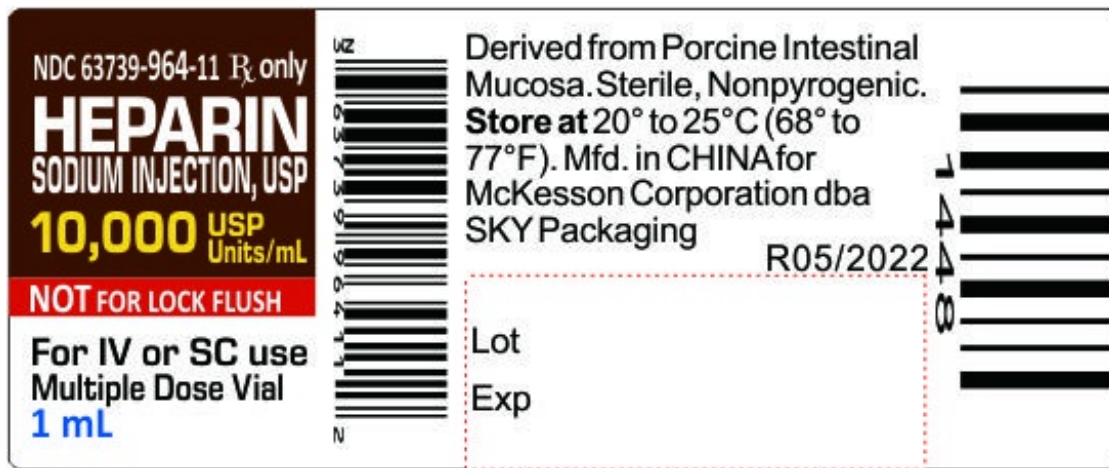 NDC 63739-964-11 Rx only
HEPARIN
SODIUM INJECTION, USP
10,000 USP Units/mL
NOT FOR LOCK FLUSH
For IV or SC use
Multiple Dose Vial
1 mL
Derived from Porcine Intestinal
Mucosa. Sterile, Nonpyrogenic.
Store at 20° to 25°C (68° to
77°F). Mfd. in CHINA for
McKesson Corporation dba
SKY Packaging
R05/2022
Lot
Exp
14448